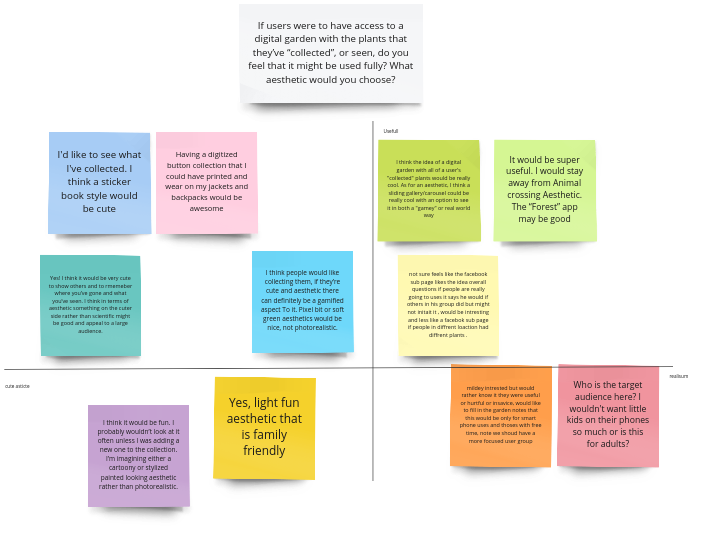 If users were to have access to a
digital garden with the plants that
they've "collected", or seen, do you
feel that it might be used fully? What
aesthetic would you choose?
Usefull
I'd like to see what
I've collected. I
think a sticker
book style would
be cute
Having a digitized
button collection that I
could have printed and
wear on my jackets and
backpacks would be
awesome
I think the idea of a digital
garden with all of a user's
"collected" plants would be really
cool. As for an aesthetic, I think a
sliding gallery/carousel could be
really cool with an option to see
it in both a "gamey" or real world
way
It would be super
useful. I would stay
away from Animal
crossing Aesthetic.
The "Forest" app
may be good
Yes! I think it would be very cute
to show others and to rmemeber
where you've gone and what
you've seen. I think in terms of
aesthetic something on the cuter
side rather than scientific might
be good and appeal to a large
audience.
I think people would like
collecting them, if they're
cute and aesthetic there
can definitely be a gamified
aspect To it. Pixel bit or soft
green aesthetics would be
nice, not photorealistic.
not sure feels like the facebook
sub page likes the idea overall
questions if people are really
going to uses it says he would if
others in his group did but might
not initait it . would be intresting
and less like a facebok sub page
if people in diffrent loaction had
diffrent plants .
cute asticte
realisum
I think it would be fun. I
probably wouldn't look at it
often unless I was adding a
new one to the collection.
I'm imagining either a
cartoony or stylized
painted looking aesthetic
rather than photorealistic.
Yes, light fun
aesthetic that
is family
friendly
mildey intrested but would
rather know it they were useful
or hurtful or insavice. would like
to fill in the garden notes that
this would be only for smart
phone uses and thoses with free
time, note we shoud have a
more focused user group
Who is the target
audience here? I
wouldn't want little
kids on their phones
so much or is this
for adults?